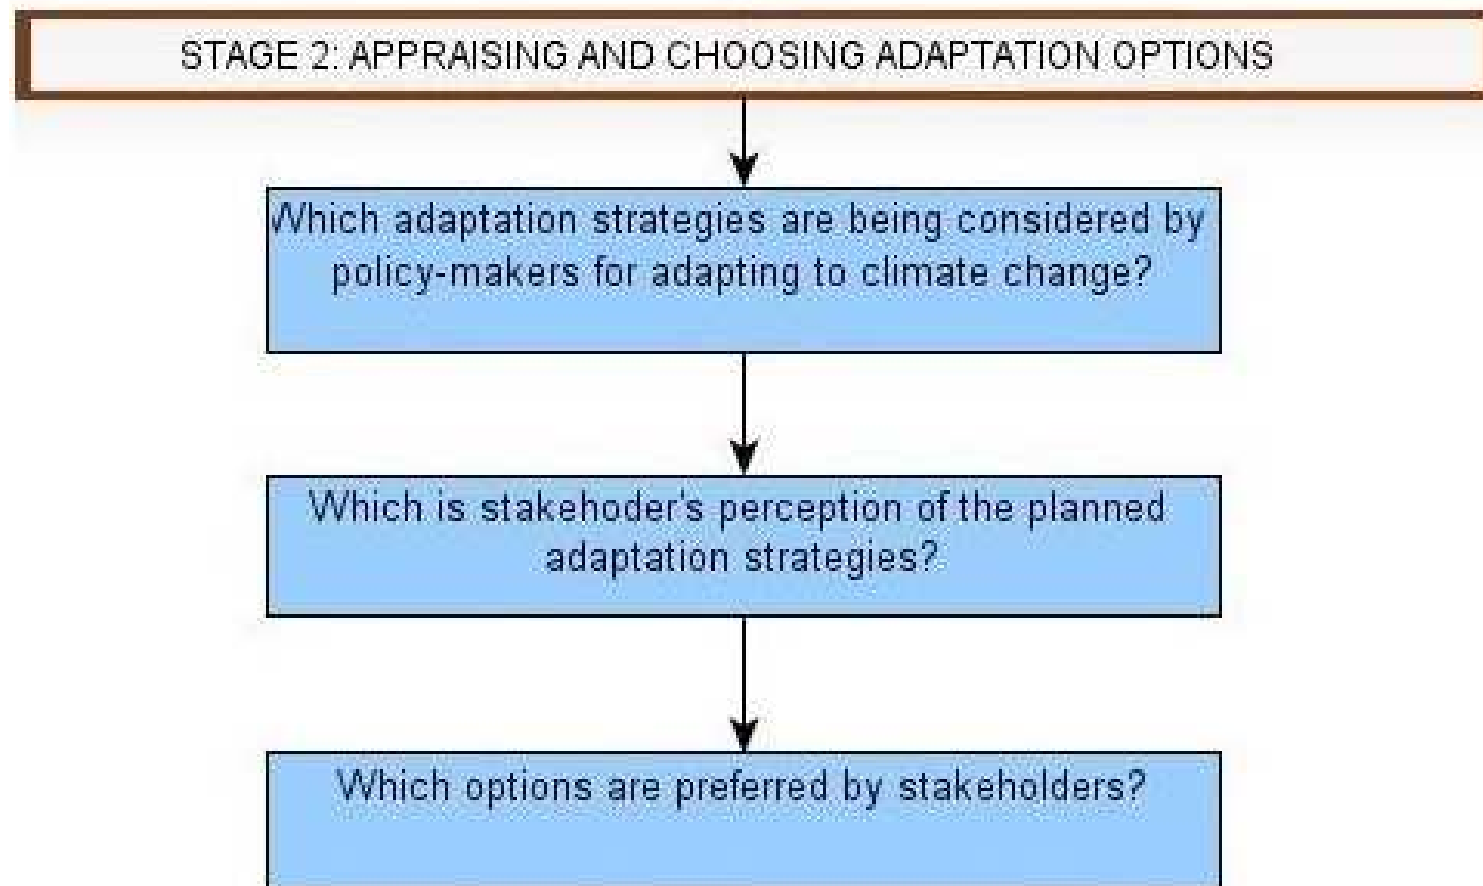 STAGE 2: APPRAISING AND CHOOSING ADAPTATION OPTIONS
Which adaptation strategies are being considered by
policy-makers for adapting to climate change?
Which is stakehoder's perception of the planned
adaptation strategies?
Which options are preferred by stakeholders?